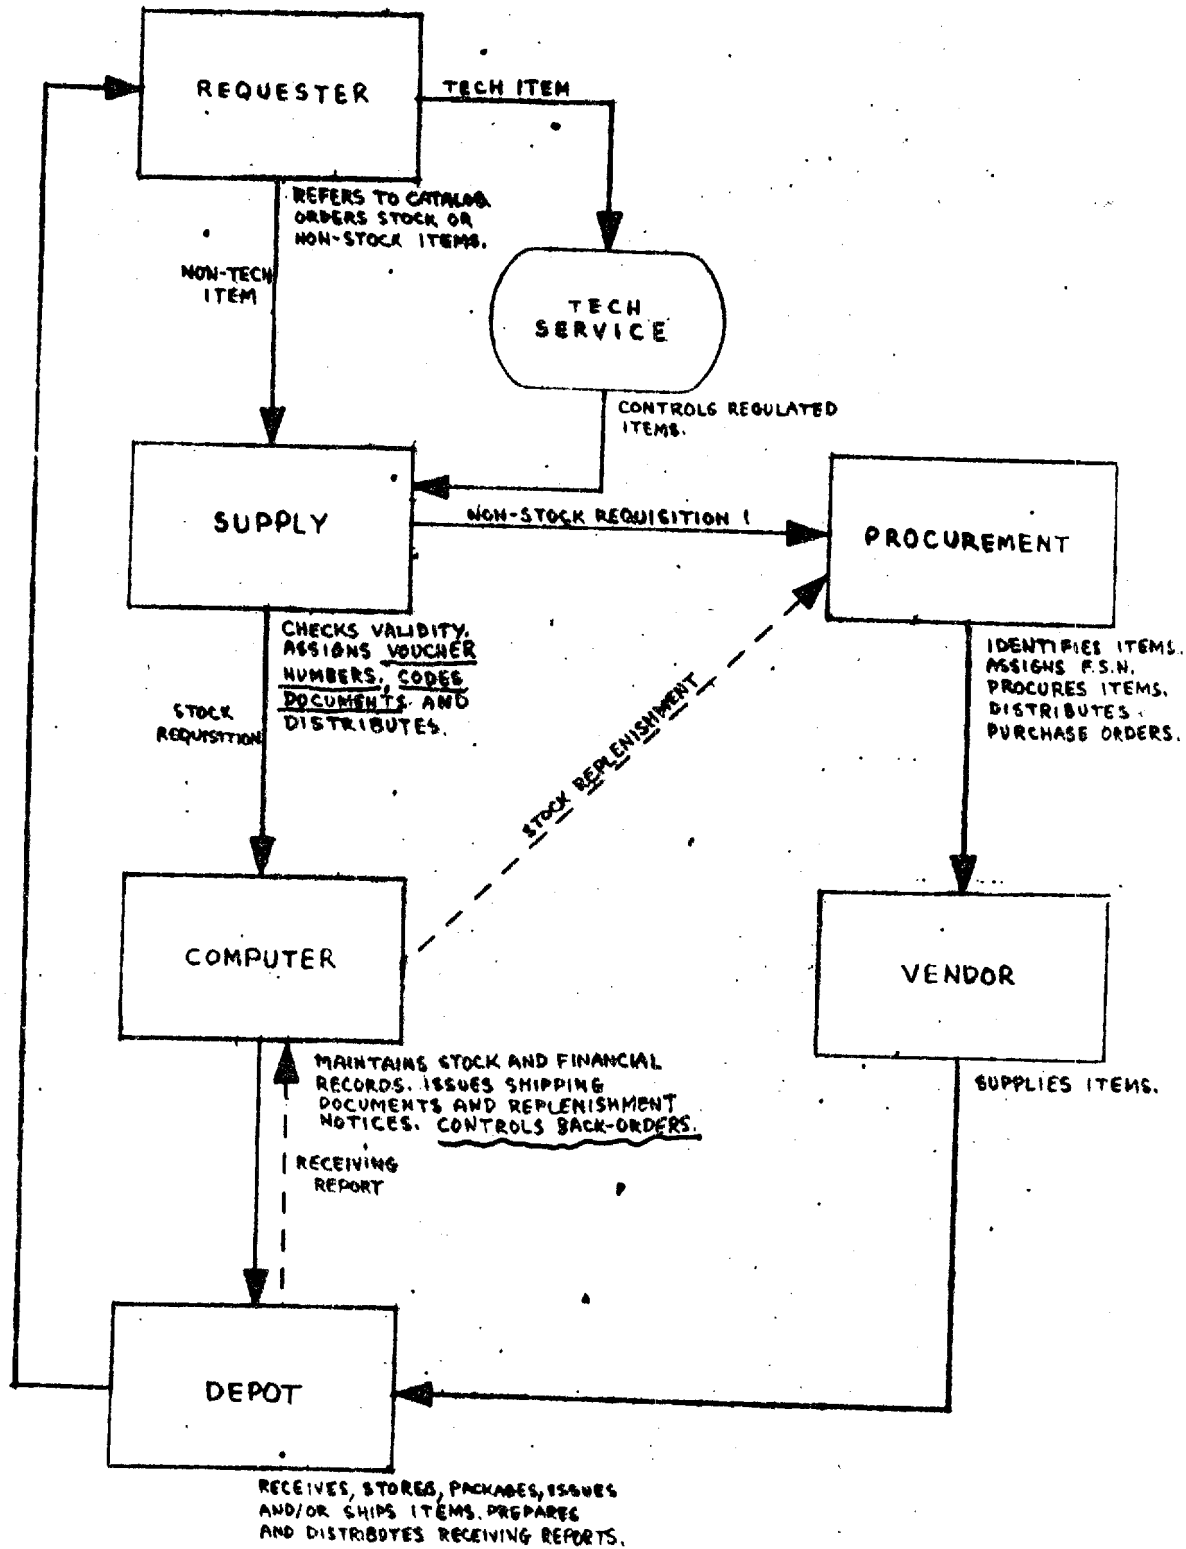 REQUESTER
TECH ITEM
REFERS TO CATALOG.
ORDERS STOCK OR
NON-STOCK ITEMS.
NON-TECH
ITEM
TECH
SERVICE
CONTROLS REGULATED
ITEMS.
SUPPLY
NON-STOCK REQUISITION
PROCUREMENT
CHECKS VALIDITY.
ASSIGNS VOUCHER
NUMBERS, CODES
DOCUMENTS AND
DISTRIBUTES.
IDENTIFIES ITEMS.
ASSIGNS F.S.N.
PROCURES ITEMS.
DISTRIBUTES
PURCHASE ORDERS.
STOCK
REQUISITION
STOCK REPLENISHMENT
COMPUTER
VENDOR
MAINTAINS STOCK AND FINANCIAL
RECORDS. ISSUES SHIPPING
DOCUMENTS AND REPLENISHMENT
NOTICES. CONTROLS BACK-ORDERS.
SUPPLIES ITEMS.
RECEIVING
REPORT
DEPOT
RECEIVES, STORES, PACKAGES, ISSUES
AND/OR SHIPS ITEMS. PREPARES
AND DISTRIBUTES RECEIVING REPORTS.